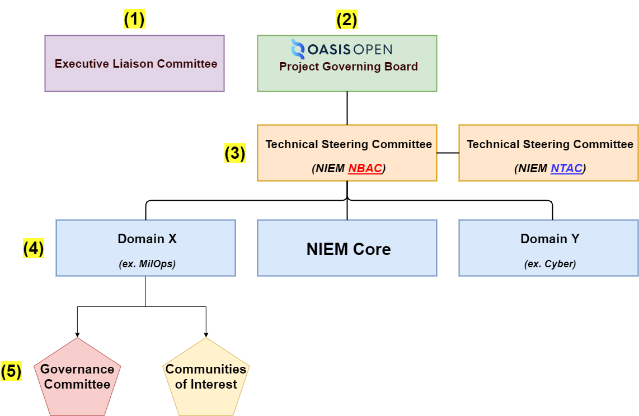 (1)
(2)
Executive Liaison Committee
OASIS OPEN
Project Governing Board
(3)
Technical Steering Committee
(NIEM NBAC)
Technical Steering Committee
(NIEM NTAC)
(4)
Domain X
(ex. MilOps)
NIEM Core
Domain Y
(ex. Cyber)
(5)
Governance
Committee
Communities
of Interest